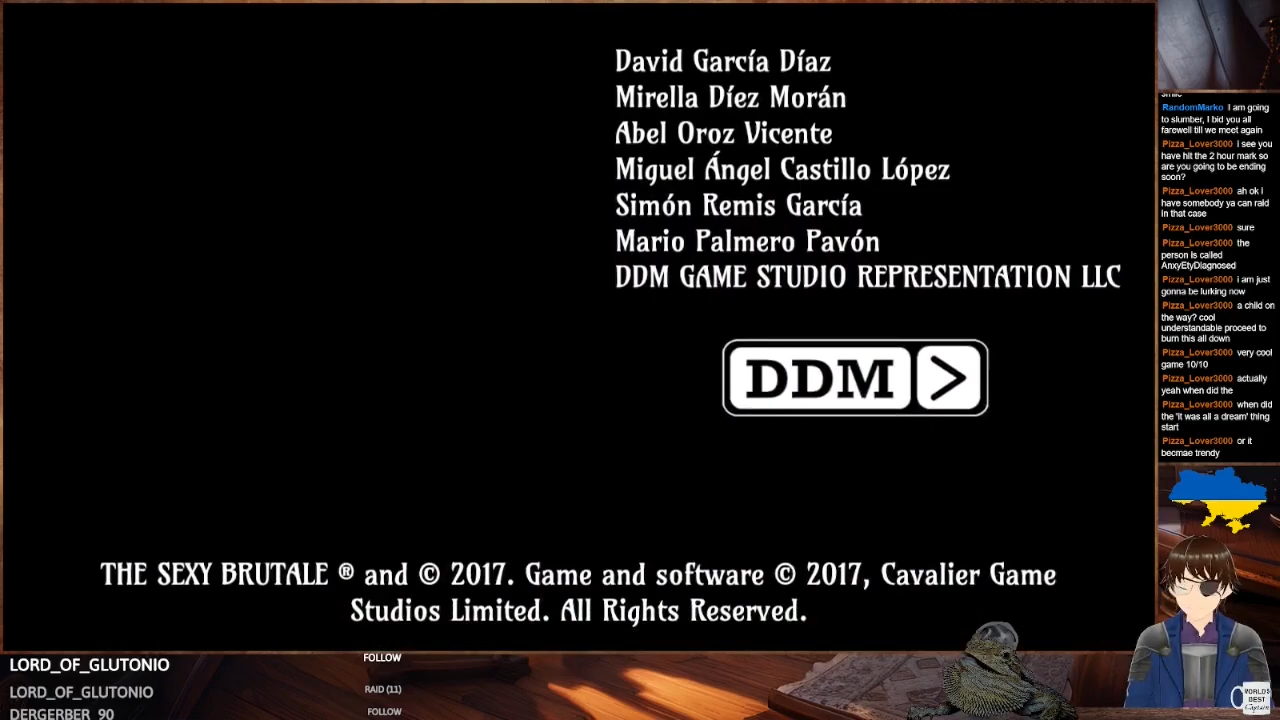 David García Díaz
Mirella Díez Morán
Abel Oroz Vicente
Miguel Ángel Castillo López
Simón Remis García
Mario Palmero Pavón
DDM GAME STUDIO REPRESENTATION LLC
DDM >
THE SEXY BRUTALE ® and © 2017. Game and software © 2017, Cavalier Game
Studios Limited. All Rights Reserved.
RandomMarko I am going
to slumber, I bid you all
farewell till we meet again
Pizza_Lover3000 i see you
have hit the 2 hour mark so
are you going to be ending
soon?
Pizza_Lover3000 ah ok i
have somebody ya can raid
in that case
Pizza_Lover3000 sure
Pizza_Lover3000 the
person is called
AnxyEtyDiagnosed
Pizza_Lover3000 i am just
gonna be lurking now
Pizza_Lover3000 a child on
the way? cool
understandable proceed to
burn this all down
Pizza_Lover3000 very cool
game 10/10
Pizza_Lover3000 actually
yeah when did the
Pizza_Lover3000 when did
the 'it was all a dream' thing
start
Pizza_Lover3000 or it
becmae trendy
LORD_OF_GLUTONIO FOLLOW
LORD_OF_GLUTONIO RAID (11)
DERGERBER_90 FOLLOW
WORLD'S
BEST
Captain